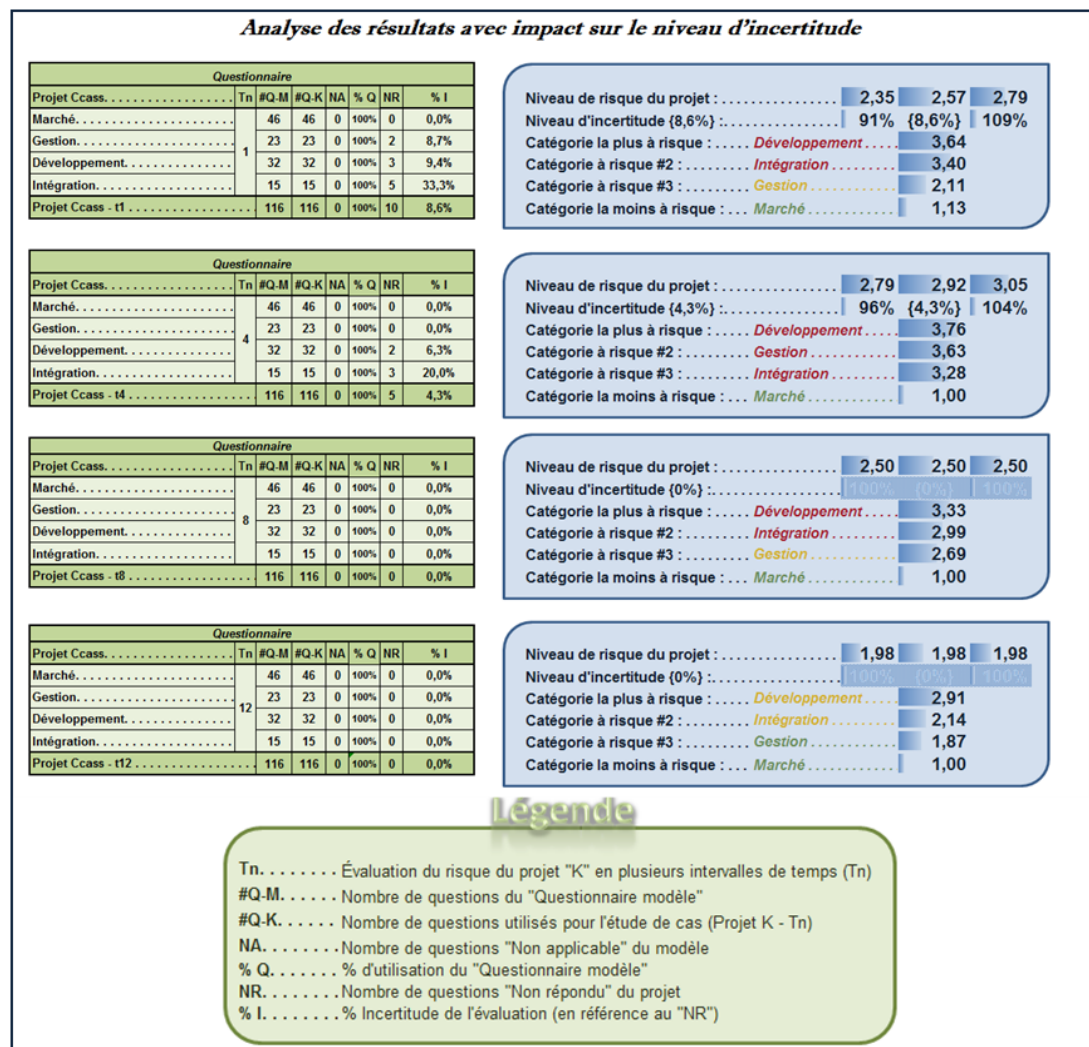 Analyse des résultats avec impact sur le niveau d'incertitude
Questionnaire
Projet Ccass. . . . . . . . . . . . . . . . . . Tn #Q-M #Q-K NA % Q NR % I
Marché. . . . . . . . . . . . . . . . . . . . . . . 46 46 0 100% 0 0,0%
Gestion. . . . . . . . . . . . . . . . . . . . . . 23 23 0 100% 2 8,7%
1
Développement. . . . . . . . . . . . . . . . 32 32 0 100% 3 9,4%
Intégration. . . . . . . . . . . . . . . . . . . . 15 15 0 100% 5 33,3%
Projet Ccass - t1 . . . . . . . . . . . . . . . . 116 116 0 100% 10 8,6%
Niveau de risque du projet : . . . . . . . . . . . . . . . 2,35 2,57 2,79
Niveau d'incertitude {8,6%} : . . . . . . . . . . . . . . 91% {8,6%} 109%
Catégorie la plus à risque : . . . . . Développement . . . . . 3,64
Catégorie à risque #2 : . . . . . . . . Intégration . . . . . . . . . 3,40
Catégorie à risque #3 : . . . . . . . . Gestion . . . . . . . . . . . 2,11
Catégorie la moins à risque : . . . Marché . . . . . . . . . . . . 1,13
Questionnaire
Projet Ccass. . . . . . . . . . . . . . . . . . Tn #Q-M #Q-K NA % Q NR % I
Marché. . . . . . . . . . . . . . . . . . . . . . . 46 46 0 100% 0 0,0%
Gestion. . . . . . . . . . . . . . . . . . . . . . 23 23 0 100% 0 0,0%
4
Développement. . . . . . . . . . . . . . . . 32 32 0 100% 2 6,3%
Intégration. . . . . . . . . . . . . . . . . . . . 15 15 0 100% 3 20,0%
Projet Ccass - t4 . . . . . . . . . . . . . . . . 116 116 0 100% 5 4,3%
Niveau de risque du projet : . . . . . . . . . . . . . . . 2,79 2,92 3,05
Niveau d'incertitude {4,3%} : . . . . . . . . . . . . . . 96% {4,3%} 104%
Catégorie la plus à risque : . . . . . Développement . . . . . 3,76
Catégorie à risque #2 : . . . . . . . . Gestion . . . . . . . . . . . 3,63
Catégorie à risque #3 : . . . . . . . . Intégration . . . . . . . . . 3,28
Catégorie la moins à risque : . . . Marché . . . . . . . . . . . . 1,00
Questionnaire
Projet Ccass. . . . . . . . . . . . . . . . . . Tn #Q-M #Q-K NA % Q NR % I
Marché. . . . . . . . . . . . . . . . . . . . . . . 46 46 0 100% 0 0,0%
Gestion. . . . . . . . . . . . . . . . . . . . . . 23 23 0 100% 0 0,0%
8
Développement. . . . . . . . . . . . . . . . 32 32 0 100% 0 0,0%
Intégration. . . . . . . . . . . . . . . . . . . . 15 15 0 100% 0 0,0%
Projet Ccass - t8 . . . . . . . . . . . . . . . . 116 116 0 100% 0 0,0%
Niveau de risque du projet : . . . . . . . . . . . . . . . 2,50 2,50 2,50
Niveau d'incertitude {0%} :. . . . . . . . . . . . . . . . 100% {0%} 100%
Catégorie la plus à risque : . . . . . Développement . . . . . 3,33
Catégorie à risque #2 : . . . . . . . . Intégration . . . . . . . . . 2,99
Catégorie à risque #3 : . . . . . . . . Gestion . . . . . . . . . . . 2,69
Catégorie la moins à risque : . . . Marché . . . . . . . . . . . . 1,00
Questionnaire
Projet Ccass. . . . . . . . . . . . . . . . . . Tn #Q-M #Q-K NA % Q NR % I
Marché. . . . . . . . . . . . . . . . . . . . . . . 46 46 0 100% 0 0,0%
Gestion. . . . . . . . . . . . . . . . . . . . . . 23 23 0 100% 0 0,0%
12
Développement. . . . . . . . . . . . . . . . 32 32 0 100% 0 0,0%
Intégration. . . . . . . . . . . . . . . . . . . . 15 15 0 100% 0 0,0%
Projet Ccass - t12 . . . . . . . . . . . . . . . 116 116 0 100% 0 0,0%
Niveau de risque du projet : . . . . . . . . . . . . . . . 1,98 1,98 1,98
Niveau d'incertitude {0%} : . . . . . . . . . . . . . . . . 100% {0%} 100%
Catégorie la plus à risque : . . . . . Développement . . . . . 2,91
Catégorie à risque #2 : . . . . . . . . Intégration . . . . . . . . . 2,14
Catégorie à risque #3 : . . . . . . . . Gestion . . . . . . . . . . . 1,87
Catégorie la moins à risque : . . . Marché . . . . . . . . . . . . 1,00
Légende
Tn. . . . . . . . Évaluation du risque du projet "K" en plusieurs intervalles de temps (Tn)
#Q-M. . . . . . Nombre de questions du "Questionnaire modèle"
#Q-K. . . . . . Nombre de questions utilisés pour l'étude de cas (Projet K - Tn)
NA. . . . . . . . Nombre de questions "Non applicable" du modèle
% Q. . . . . . . % d'utilisation du "Questionnaire modèle"
NR. . . . . . . . Nombre de questions "Non répondu" du projet
% I. . . . . . . . % Incertitude de l'évaluation (en référence au "NR")